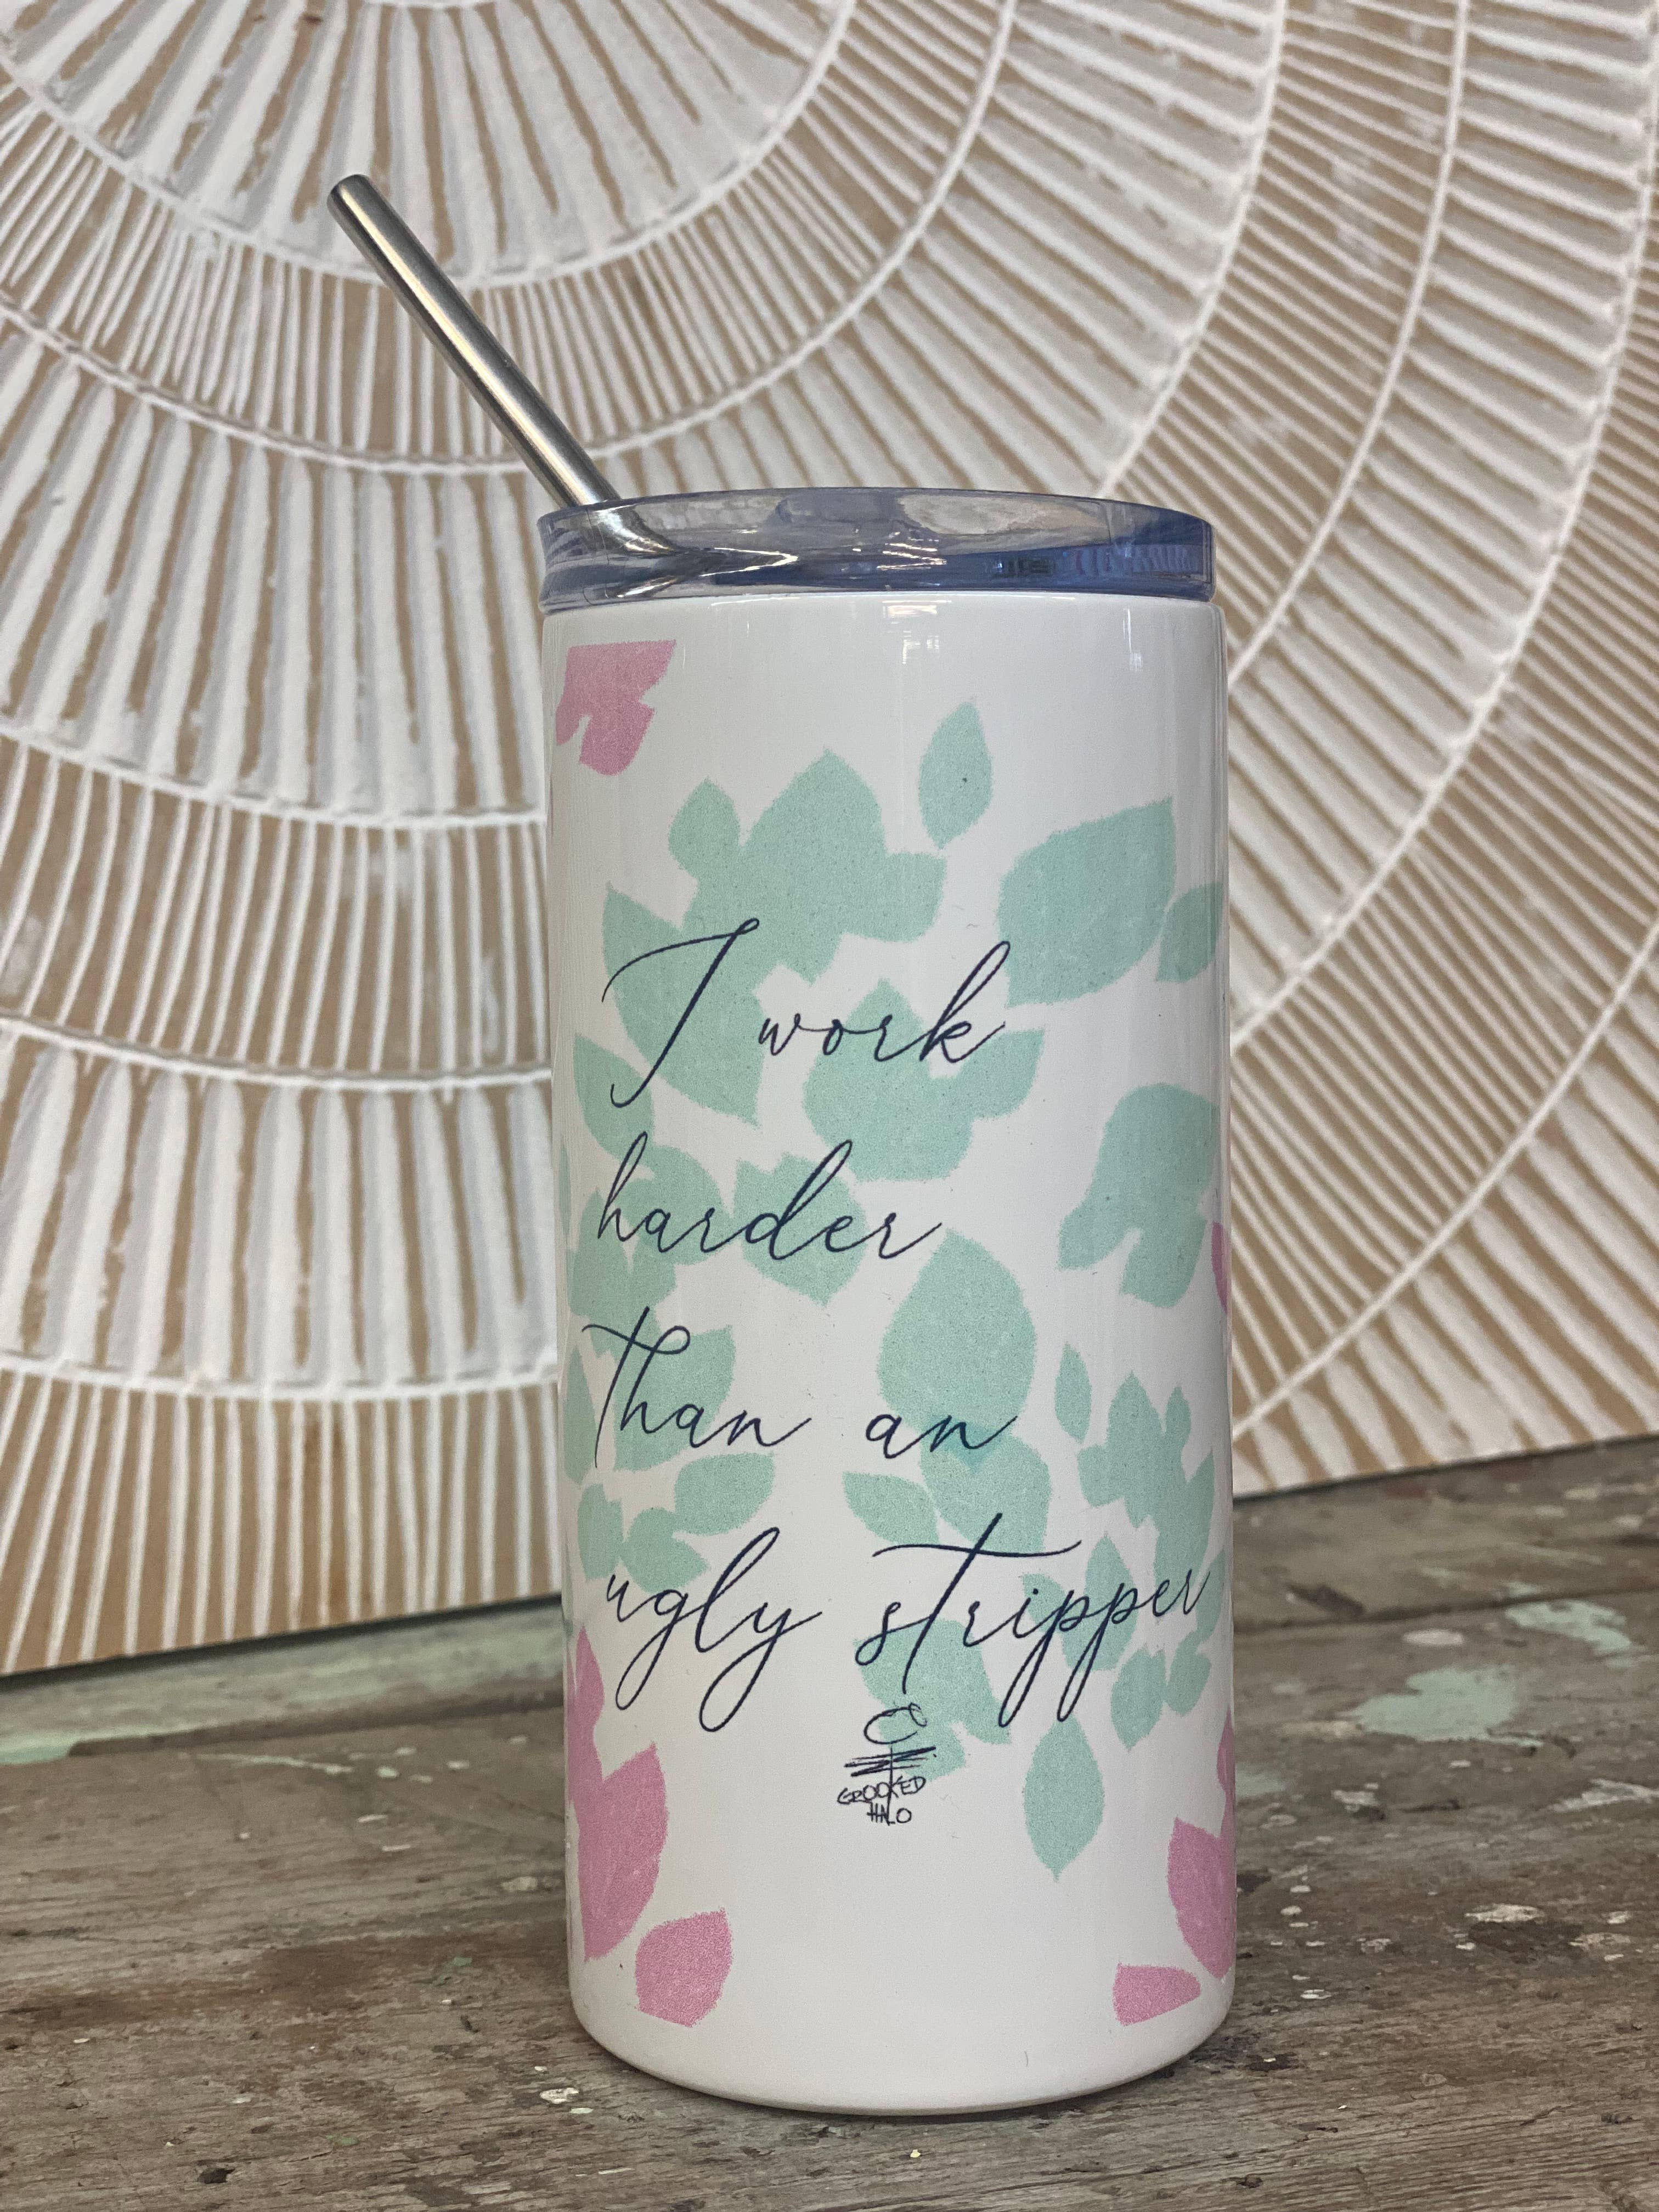 I work
harder
than an
ugly stripper
CROOKED
HALO